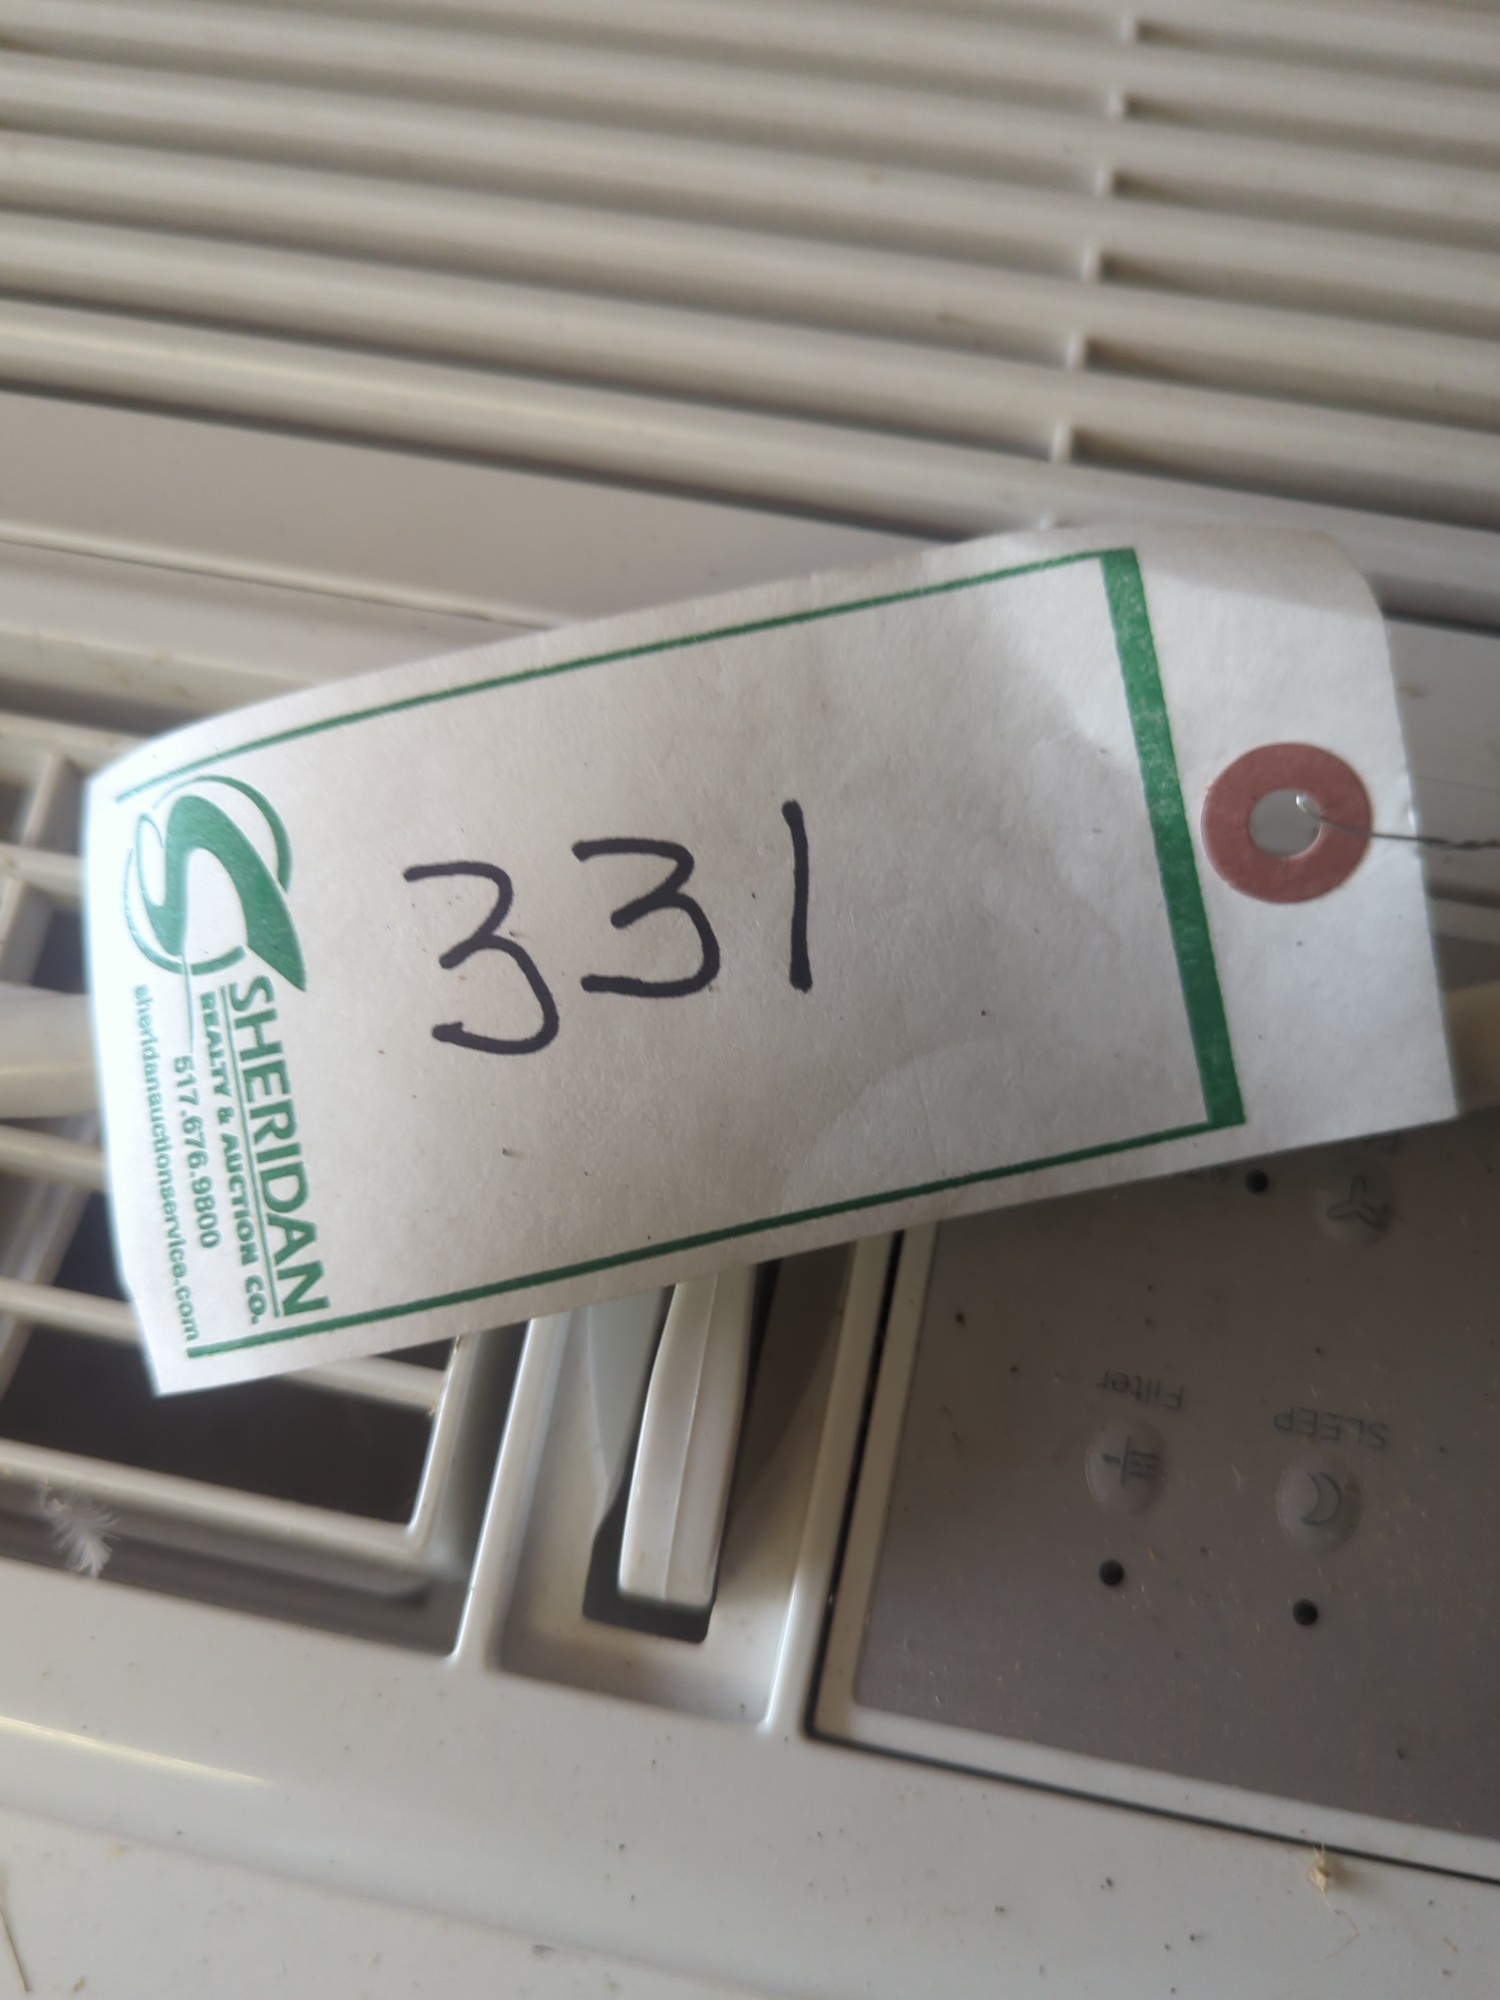 331
SHERIDAN
REALTY & AUCTION CO.
517.676.9800
sheridanauctionservice.com
Filter
SLEEP